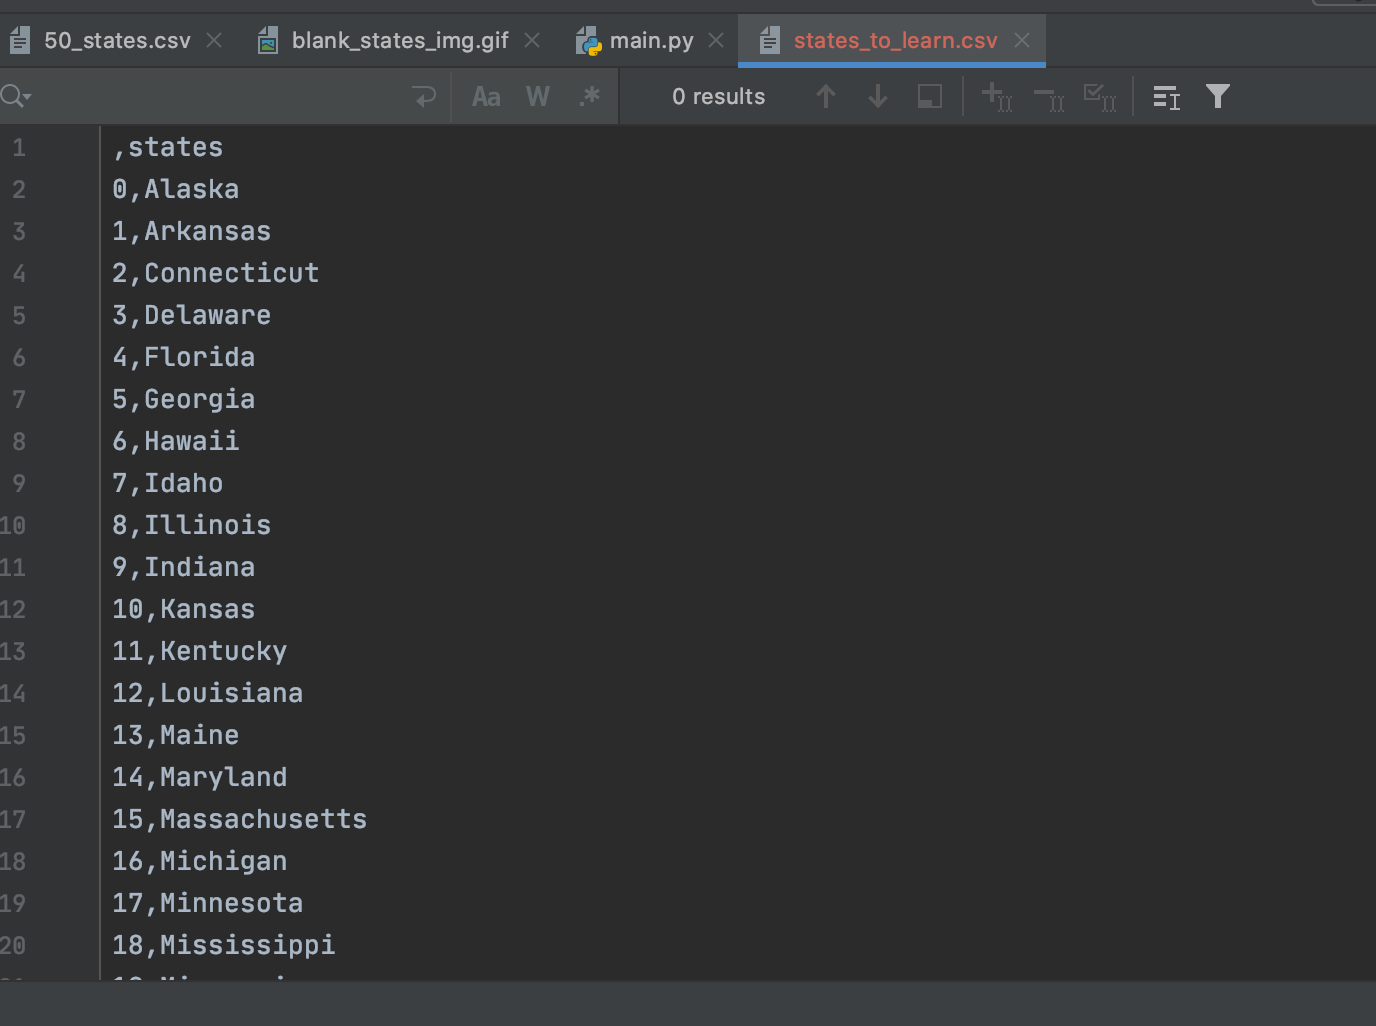 50_states.csv blank_states_img.gif main.py states_to_learn.csv
Aa W .* 0 results
1 ,states
2 0,Alaska
3 1,Arkansas
4 2,Connecticut
5 3,Delaware
6 4,Florida
7 5,Georgia
8 6,Hawaii
9 7,Idaho
10 8,Illinois
11 9,Indiana
12 10,Kansas
13 11,Kentucky
14 12,Louisiana
15 13,Maine
16 14,Maryland
17 15,Massachusetts
18 16,Michigan
19 17,Minnesota
20 18,Mississippi